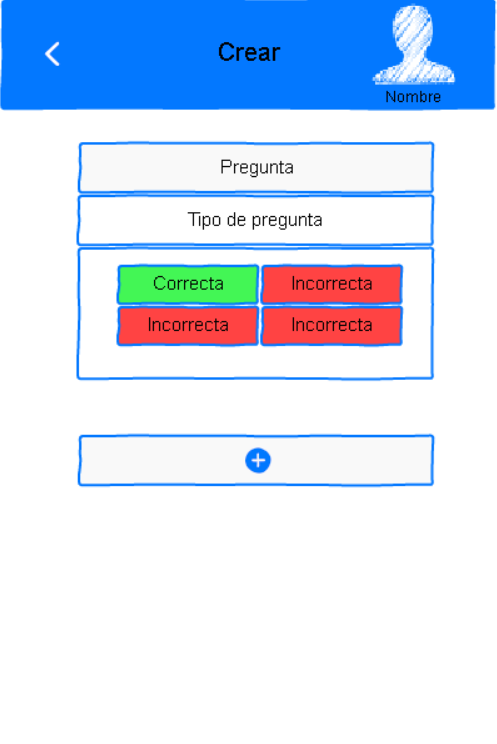 Crear
Nombre
Pregunta
Tipo de pregunta
Correcta Incorrecta
Incorrecta Incorrecta